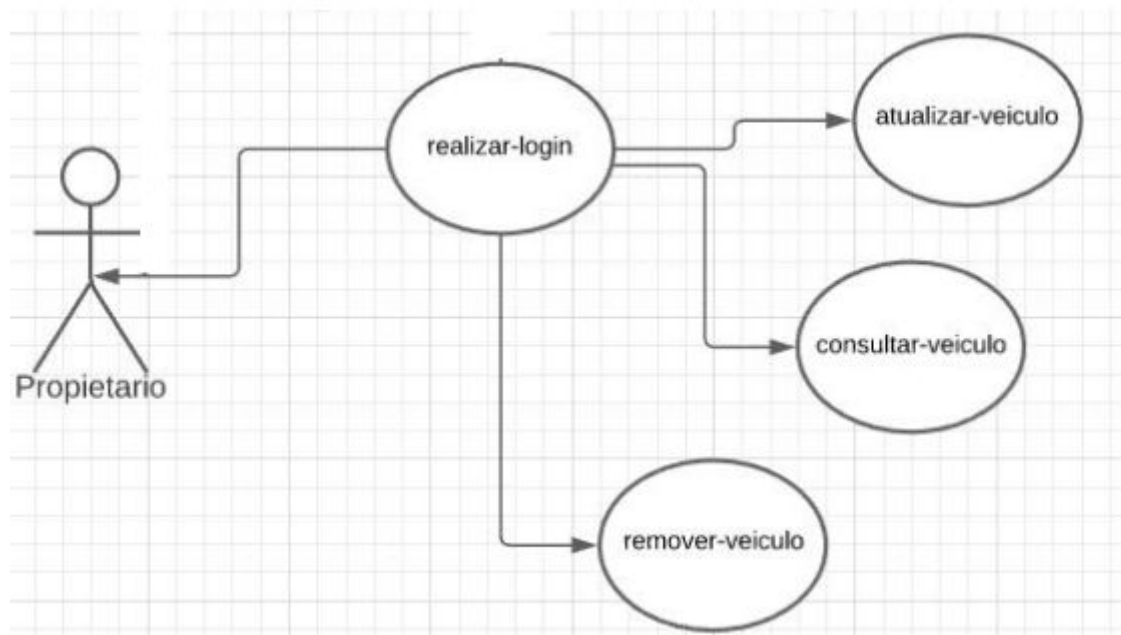 atualizar-veiculo
realizar-login
consultar-veiculo
Propietario
remover-veiculo